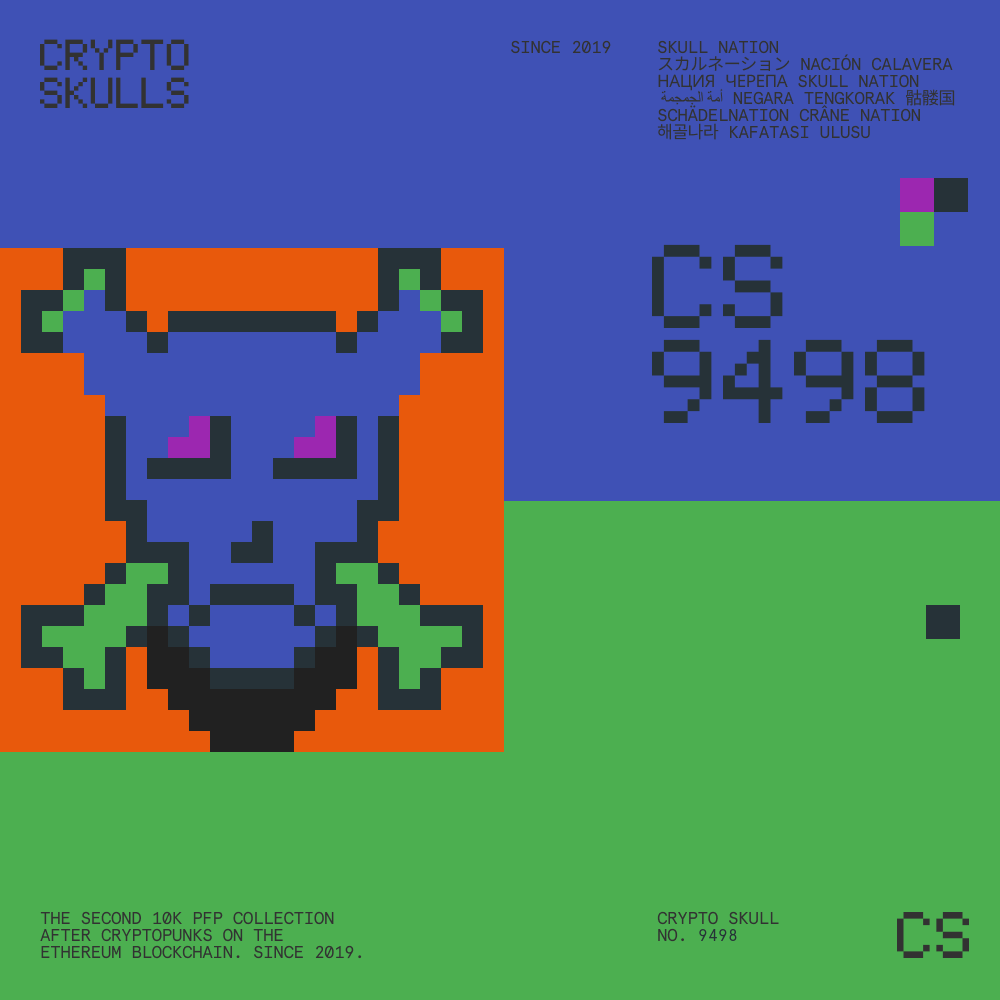 CRYPTO
SKULLS
SINCE 2019
SKULL NATION
スカルネーション NACIÓN CALAVERA
НАЦИЯ ЧЕРЕПА SKULL NATION
أمة الجمجمة NEGARA TENGKORAK 骷髅国
SCHÄDELNATION CRÂNE NATION
해골나라 KAFATASI ULUSU
CS
9498
THE SECOND 10K PFP COLLECTION
AFTER CRYPTOPUNKS ON THE
ETHEREUM BLOCKCHAIN. SINCE 2019.
CRYPTO SKULL
NO. 9498
CS